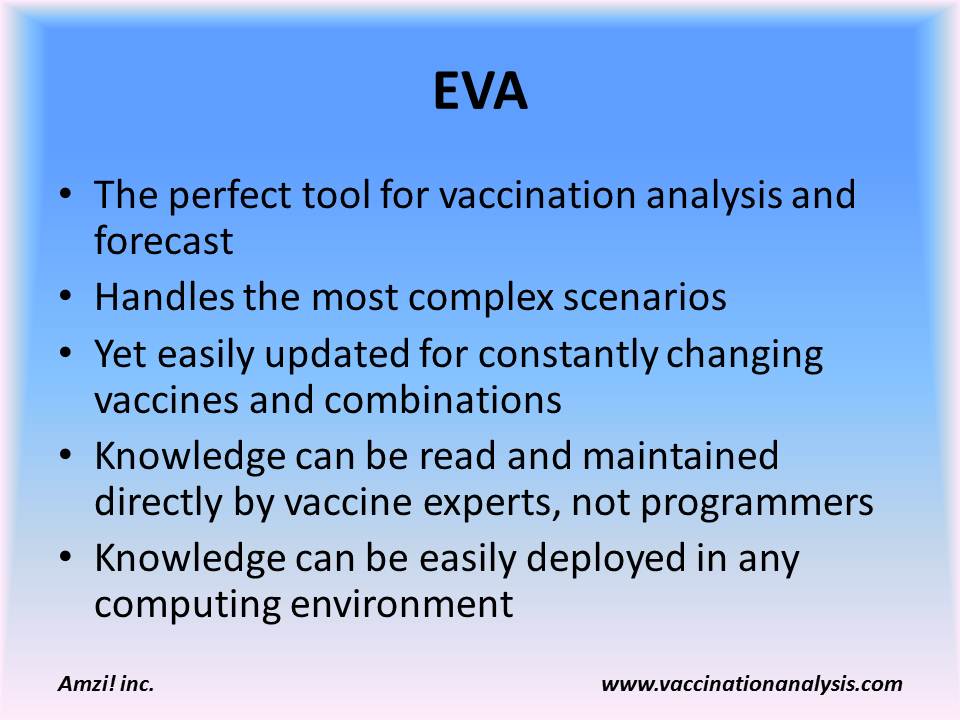 EVA
• The perfect tool for vaccination analysis and
forecast
• Handles the most complex scenarios
• Yet easily updated for constantly changing
vaccines and combinations
• Knowledge can be read and maintained
directly by vaccine experts, not programmers
• Knowledge can be easily deployed in any
computing environment
Amzi! inc.
www.vaccinationanalysis.com